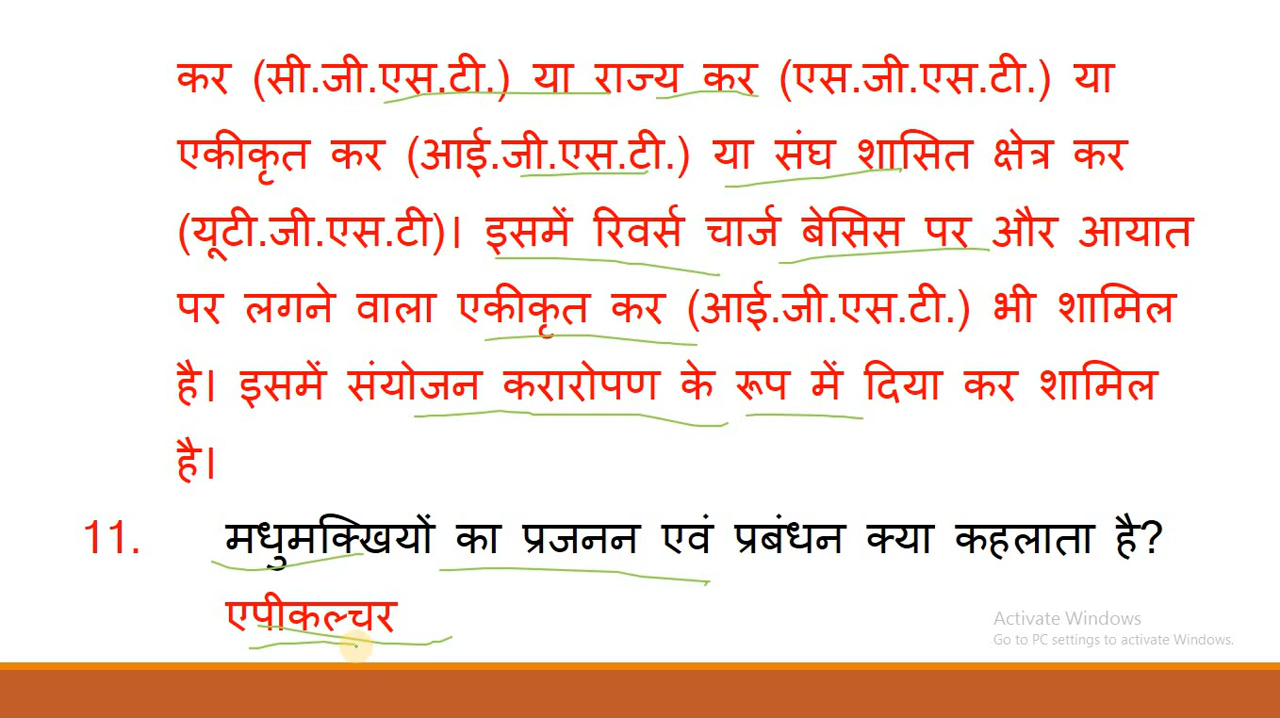 कर (सी.जी.एस.टी.) या राज्य कर (एस.जी.एस.टी.) या
एकीकृत कर (आई.जी.एस.टी.) या संघ शासित क्षेत्र कर
(यूटी.जी.एस.टी)। इसमें रिवर्स चार्ज बेसिस पर और आयात
पर लगने वाला एकीकृत कर (आई.जी.एस.टी.) भी शामिल
है। इसमें संयोजन करारोपण के रूप में दिया कर शामिल
है।
11. मधुमक्खियों का प्रजनन एवं प्रबंधन क्या कहलाता है?
एपीकल्चर
Activate Windows
Go to PC settings to activate Windows.